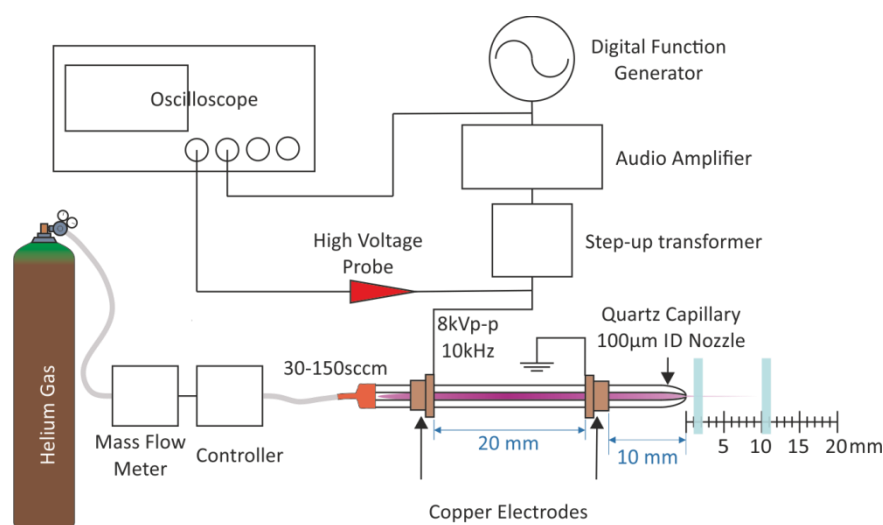 Digital Function
Generator
Oscilloscope
Audio Amplifier
Step-up transformer
High Voltage
Probe
8kVp-p
10kHz
Quartz Capillary
100µm ID Nozzle
30-150sccm
Helium Gas
Mass Flow
Meter
Controller
20 mm
10 mm
5 10 15 20mm
Copper Electrodes